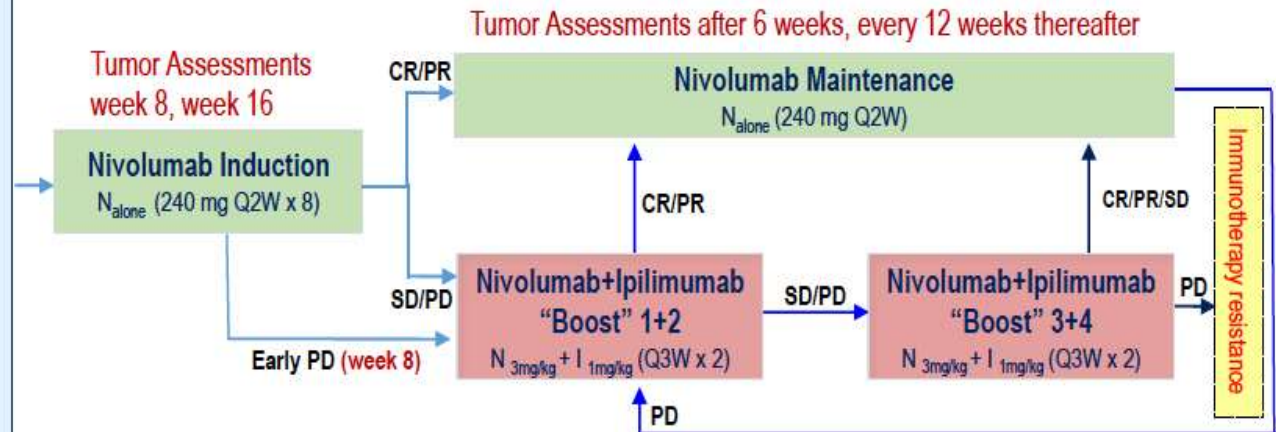 Tumor Assessments after 6 weeks, every 12 weeks thereafter
Tumor Assessments
week 8, week 16
CR/PR
Nivolumab Maintenance
N alone (240 mg Q2W)
Nivolumab Induction
N alone (240 mg Q2W x 8)
CR/PR
CR/PR/SD
SD/PD
Early PD (week 8)
Nivolumab+Ipilimumab
“Boost” 1+2
N 3mg/kg + I 1mg/kg (Q3W x 2)
SD/PD
Nivolumab+Ipilimumab
“Boost” 3+4
N 3mg/kg + I 1mg/kg (Q3W x 2)
PD
Immunotherapy resistance
PD